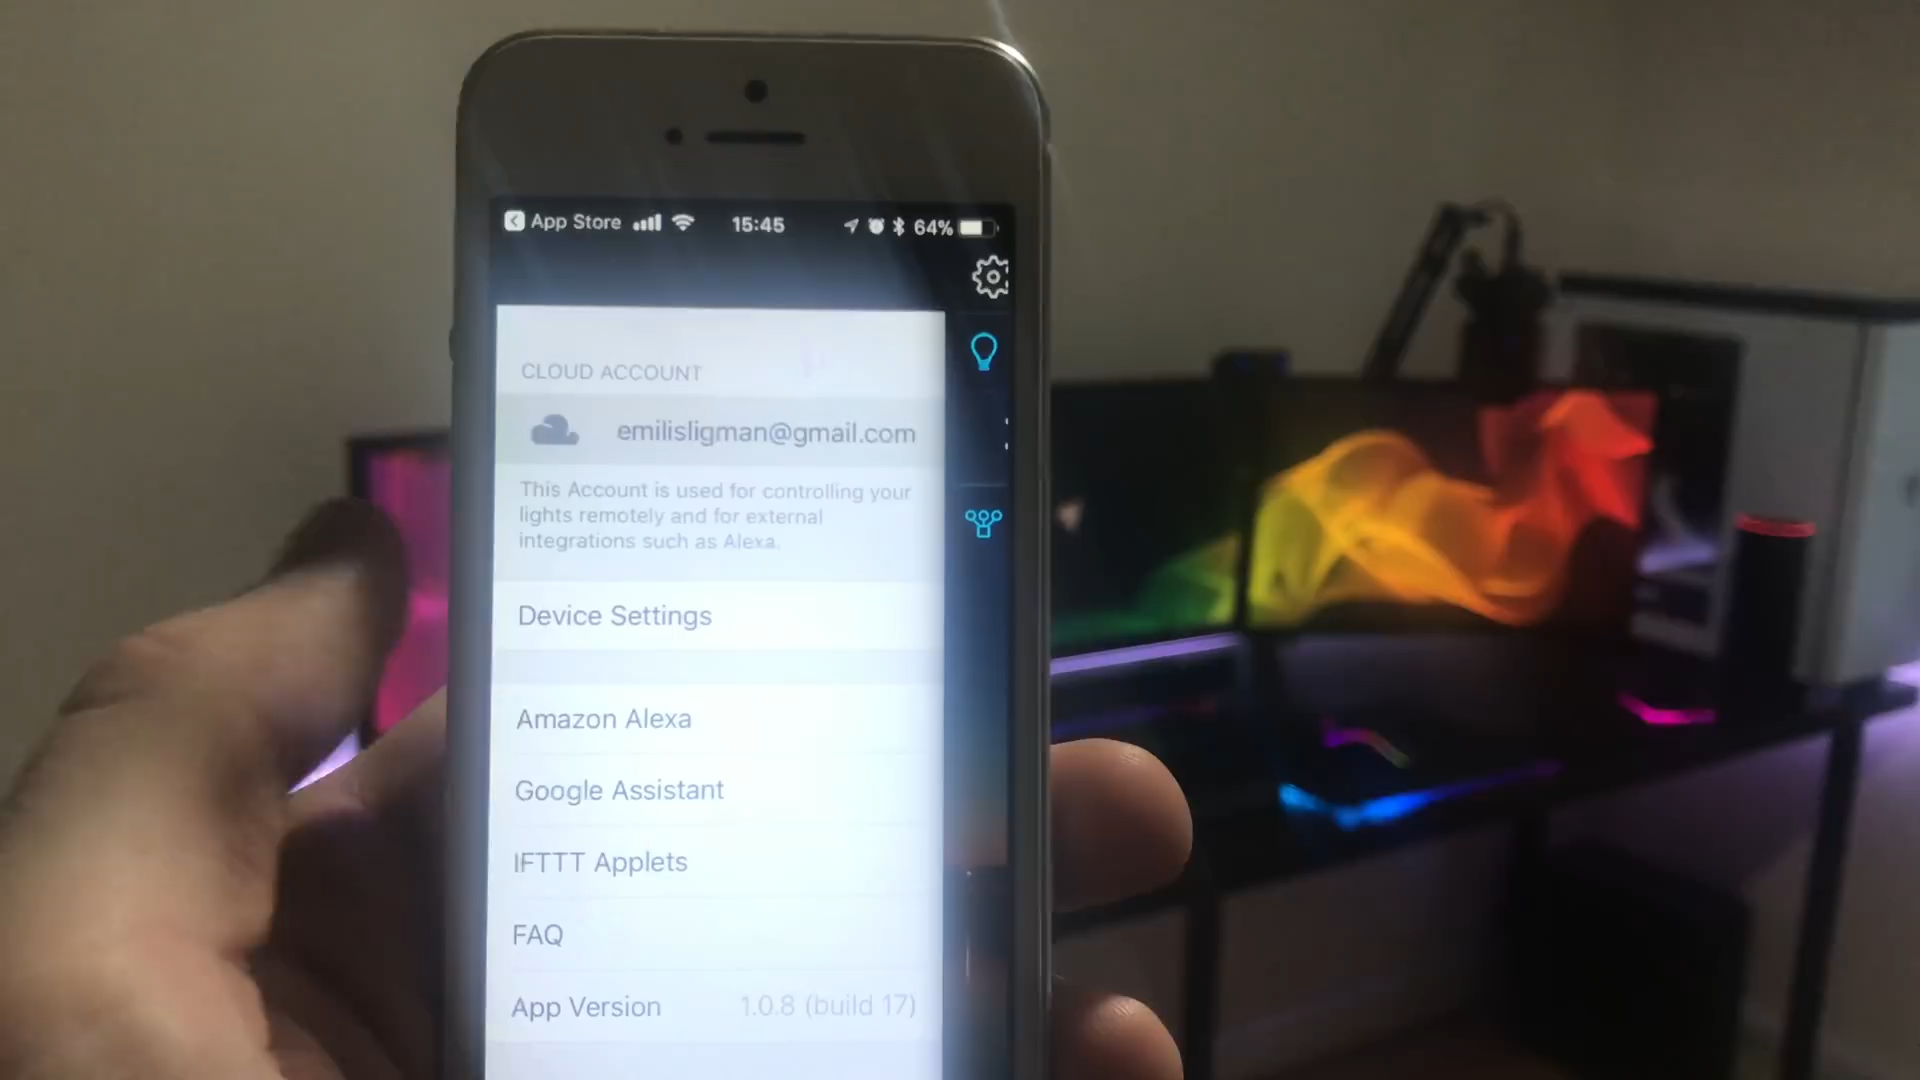 App Store 15:45 64%
CLOUD ACCOUNT
emilisligman@gmail.com
This Account is used for controlling your
lights remotely and for external
integrations such as Alexa.
Device Settings
Amazon Alexa
Google Assistant
IFTTT Applets
FAQ
App Version 1.0.8 (build 17)